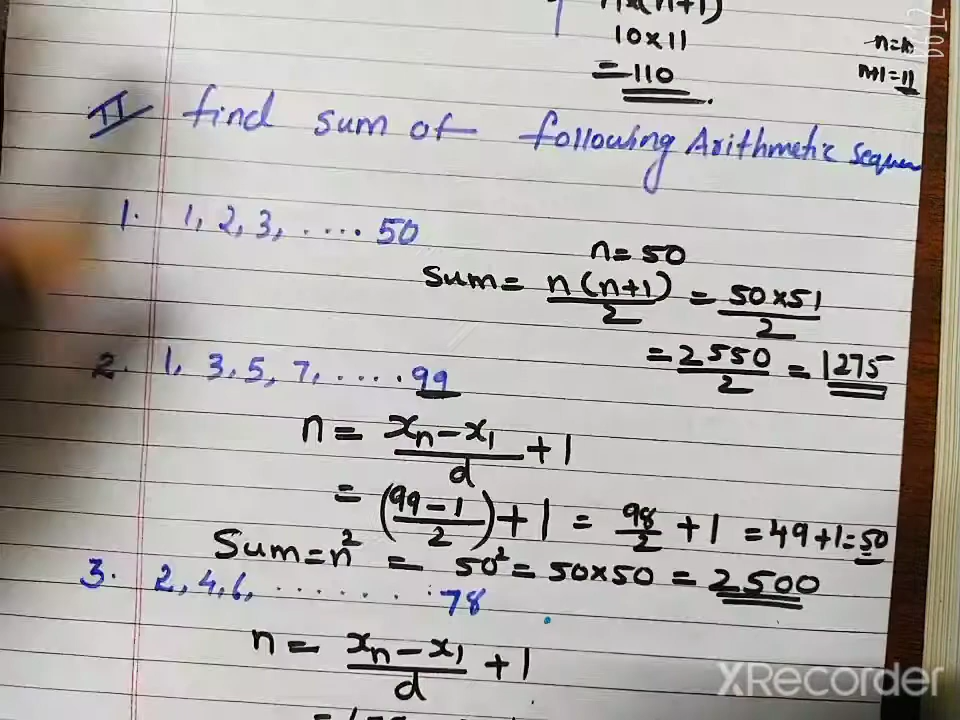 n×(n+1)
10×11
= 110
n=10
n+1=11
II find sum of following Arithmetic sequen
1. 1, 2, 3, .... 50
n = 50
Sum = n(n+1)/2 = 50×51/2
= 2550/2 = 1275
2. 1, 3, 5, 7, .... 99
n = xn-x1/d + 1
= (99-1/2) + 1 = 98/2 + 1 = 49+1=50
Sum=n² = 50² = 50×50 = 2500
3. 2, 4, 6, ........ 78
n = xn-x1/d + 1
XRecorder